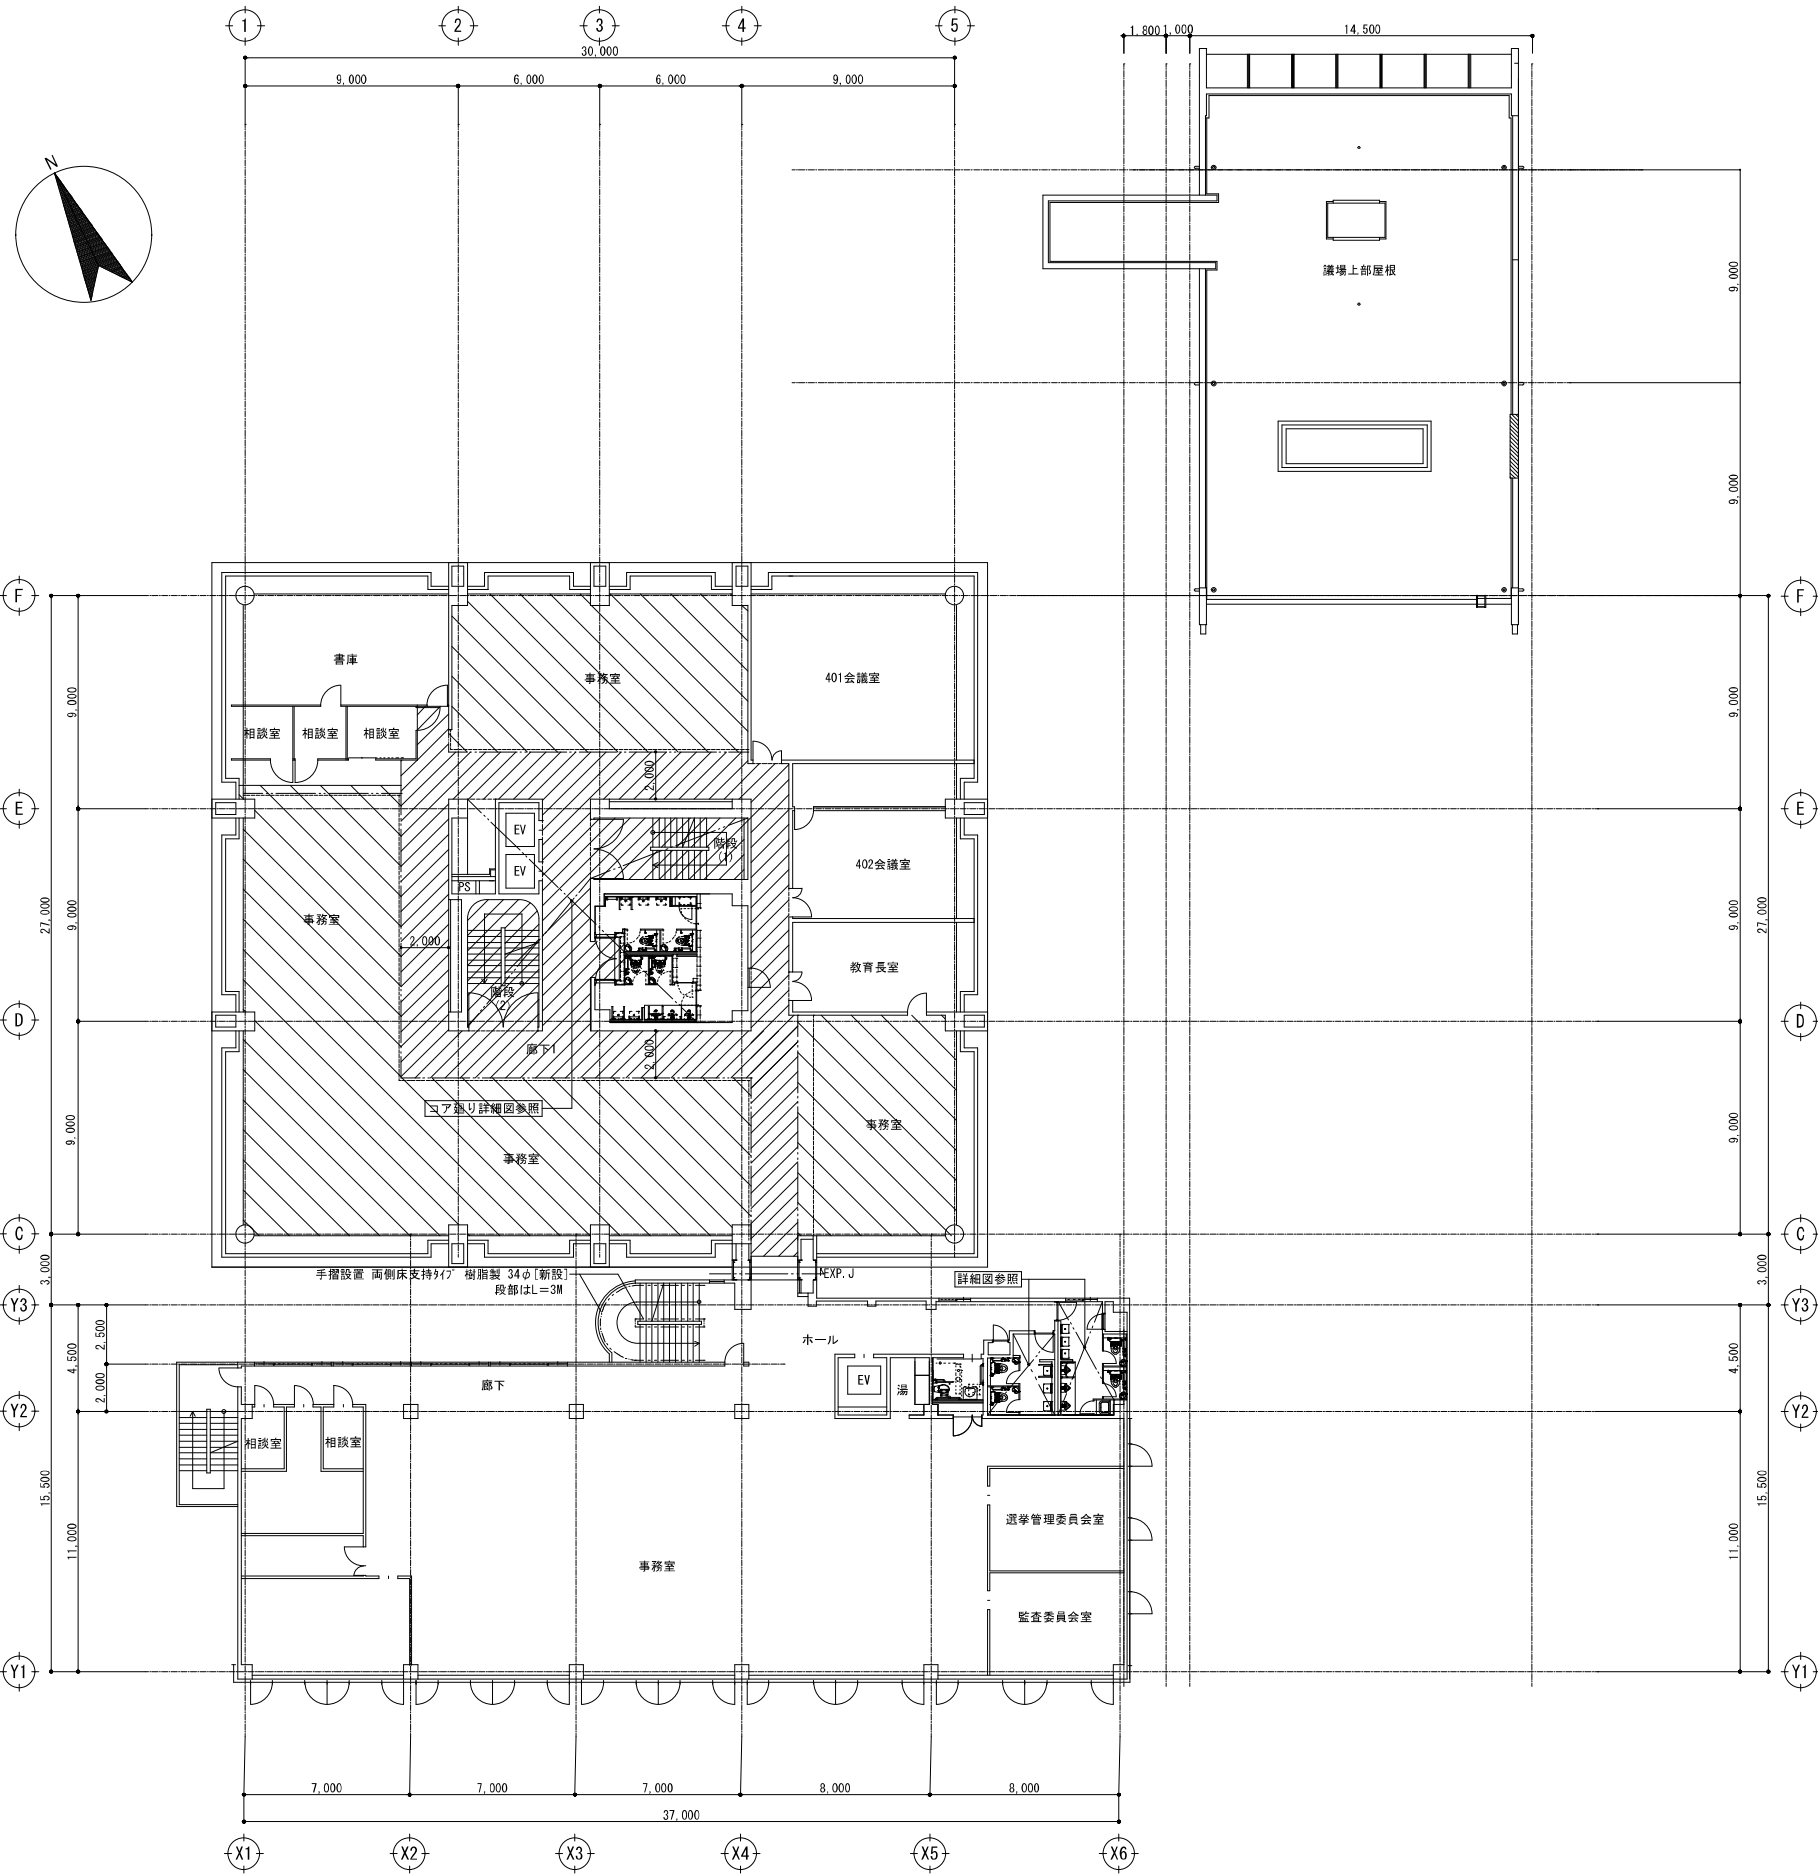 1
2
3
4
5
30,000
9,000
6,000
6,000
9,000
1,800
1,000
14,500
N
議場上部屋根
9,000
9,000
F
F
書庫
事務室
401会議室
9,000
9,000
相談室
相談室
相談室
2,000
E
E
EV
EV
PS
階段
(1)
402会議室
事務室
2,000
27,000
9,000
9,000
27,000
教育長室
階段
(2)
D
D
廊下1
2,000
コア廻り詳細図参照
事務室
事務室
9,000
9,000
C
C
3,000
3,000
手摺設置 両側床支持ﾀｲﾌﾟ 樹脂製 34φ[新設]
段部はL=3M
EXP.J
詳細図参照
Y3
Y3
ホール
2,500
4,500
4,500
2,000
廊下
EV
湯
Y2
Y2
相談室
相談室
15,500
11,000
選挙管理委員会室
事務室
監査委員会室
11,000
15,500
Y1
Y1
7,000
7,000
7,000
8,000
8,000
37,000
X1
X2
X3
X4
X5
X6